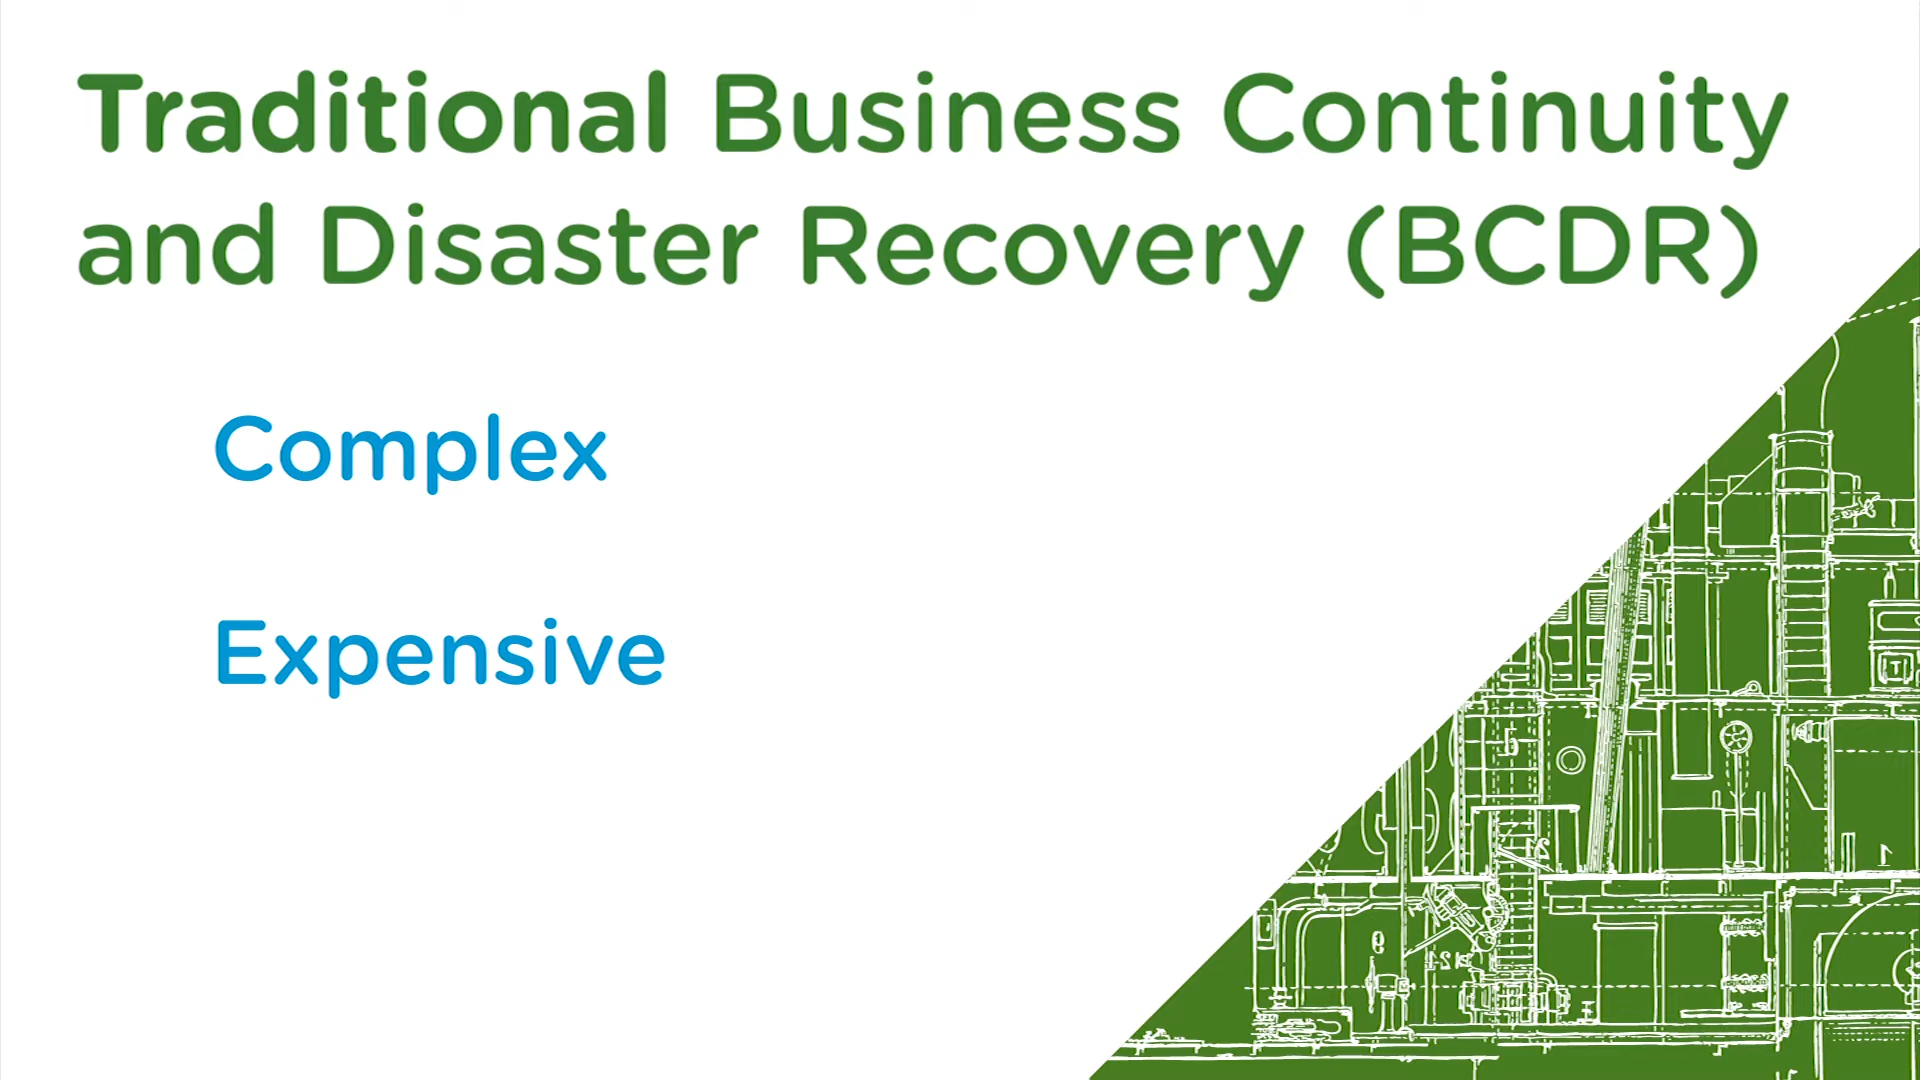 Traditional Business Continuity
and Disaster Recovery (BCDR)
Complex
Expensive